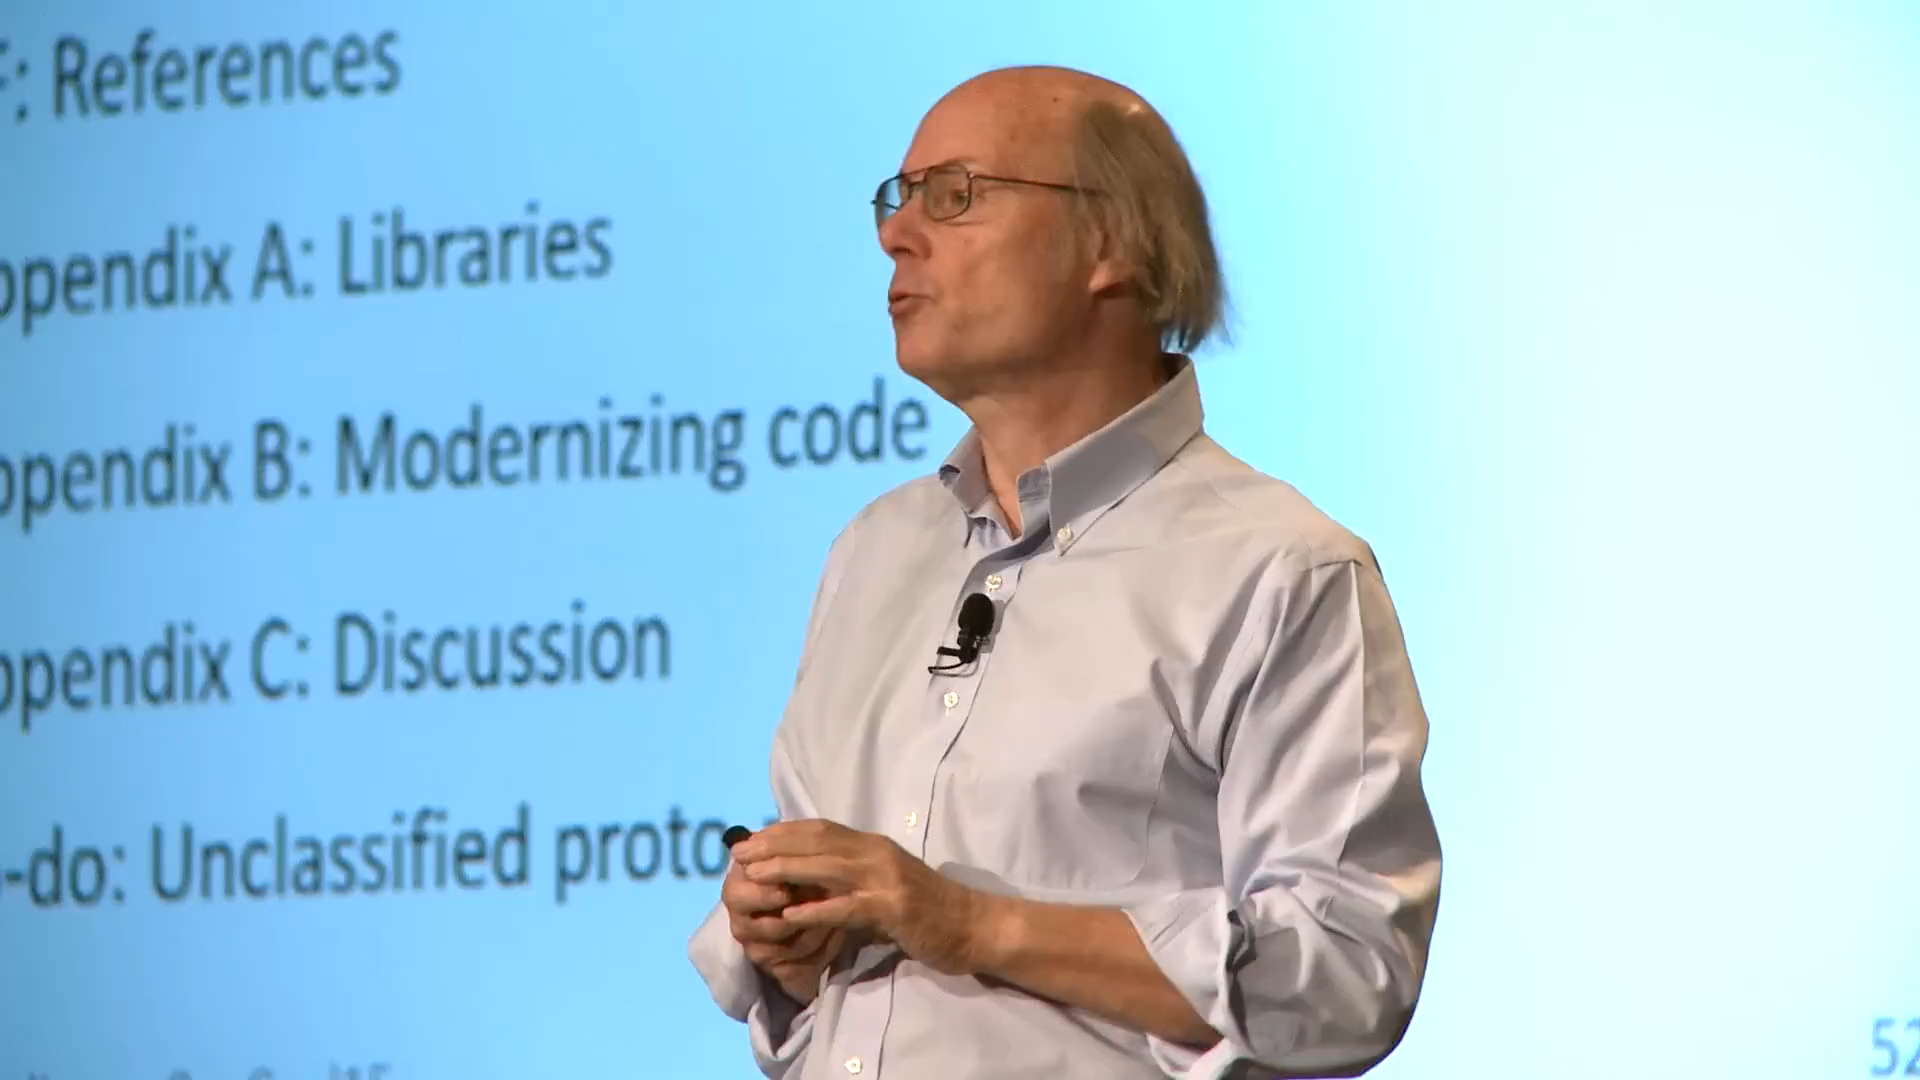 F: References
ppendix A: Libraries
ppendix B: Modernizing code
ppendix C: Discussion
o-do: Unclassified proto
52